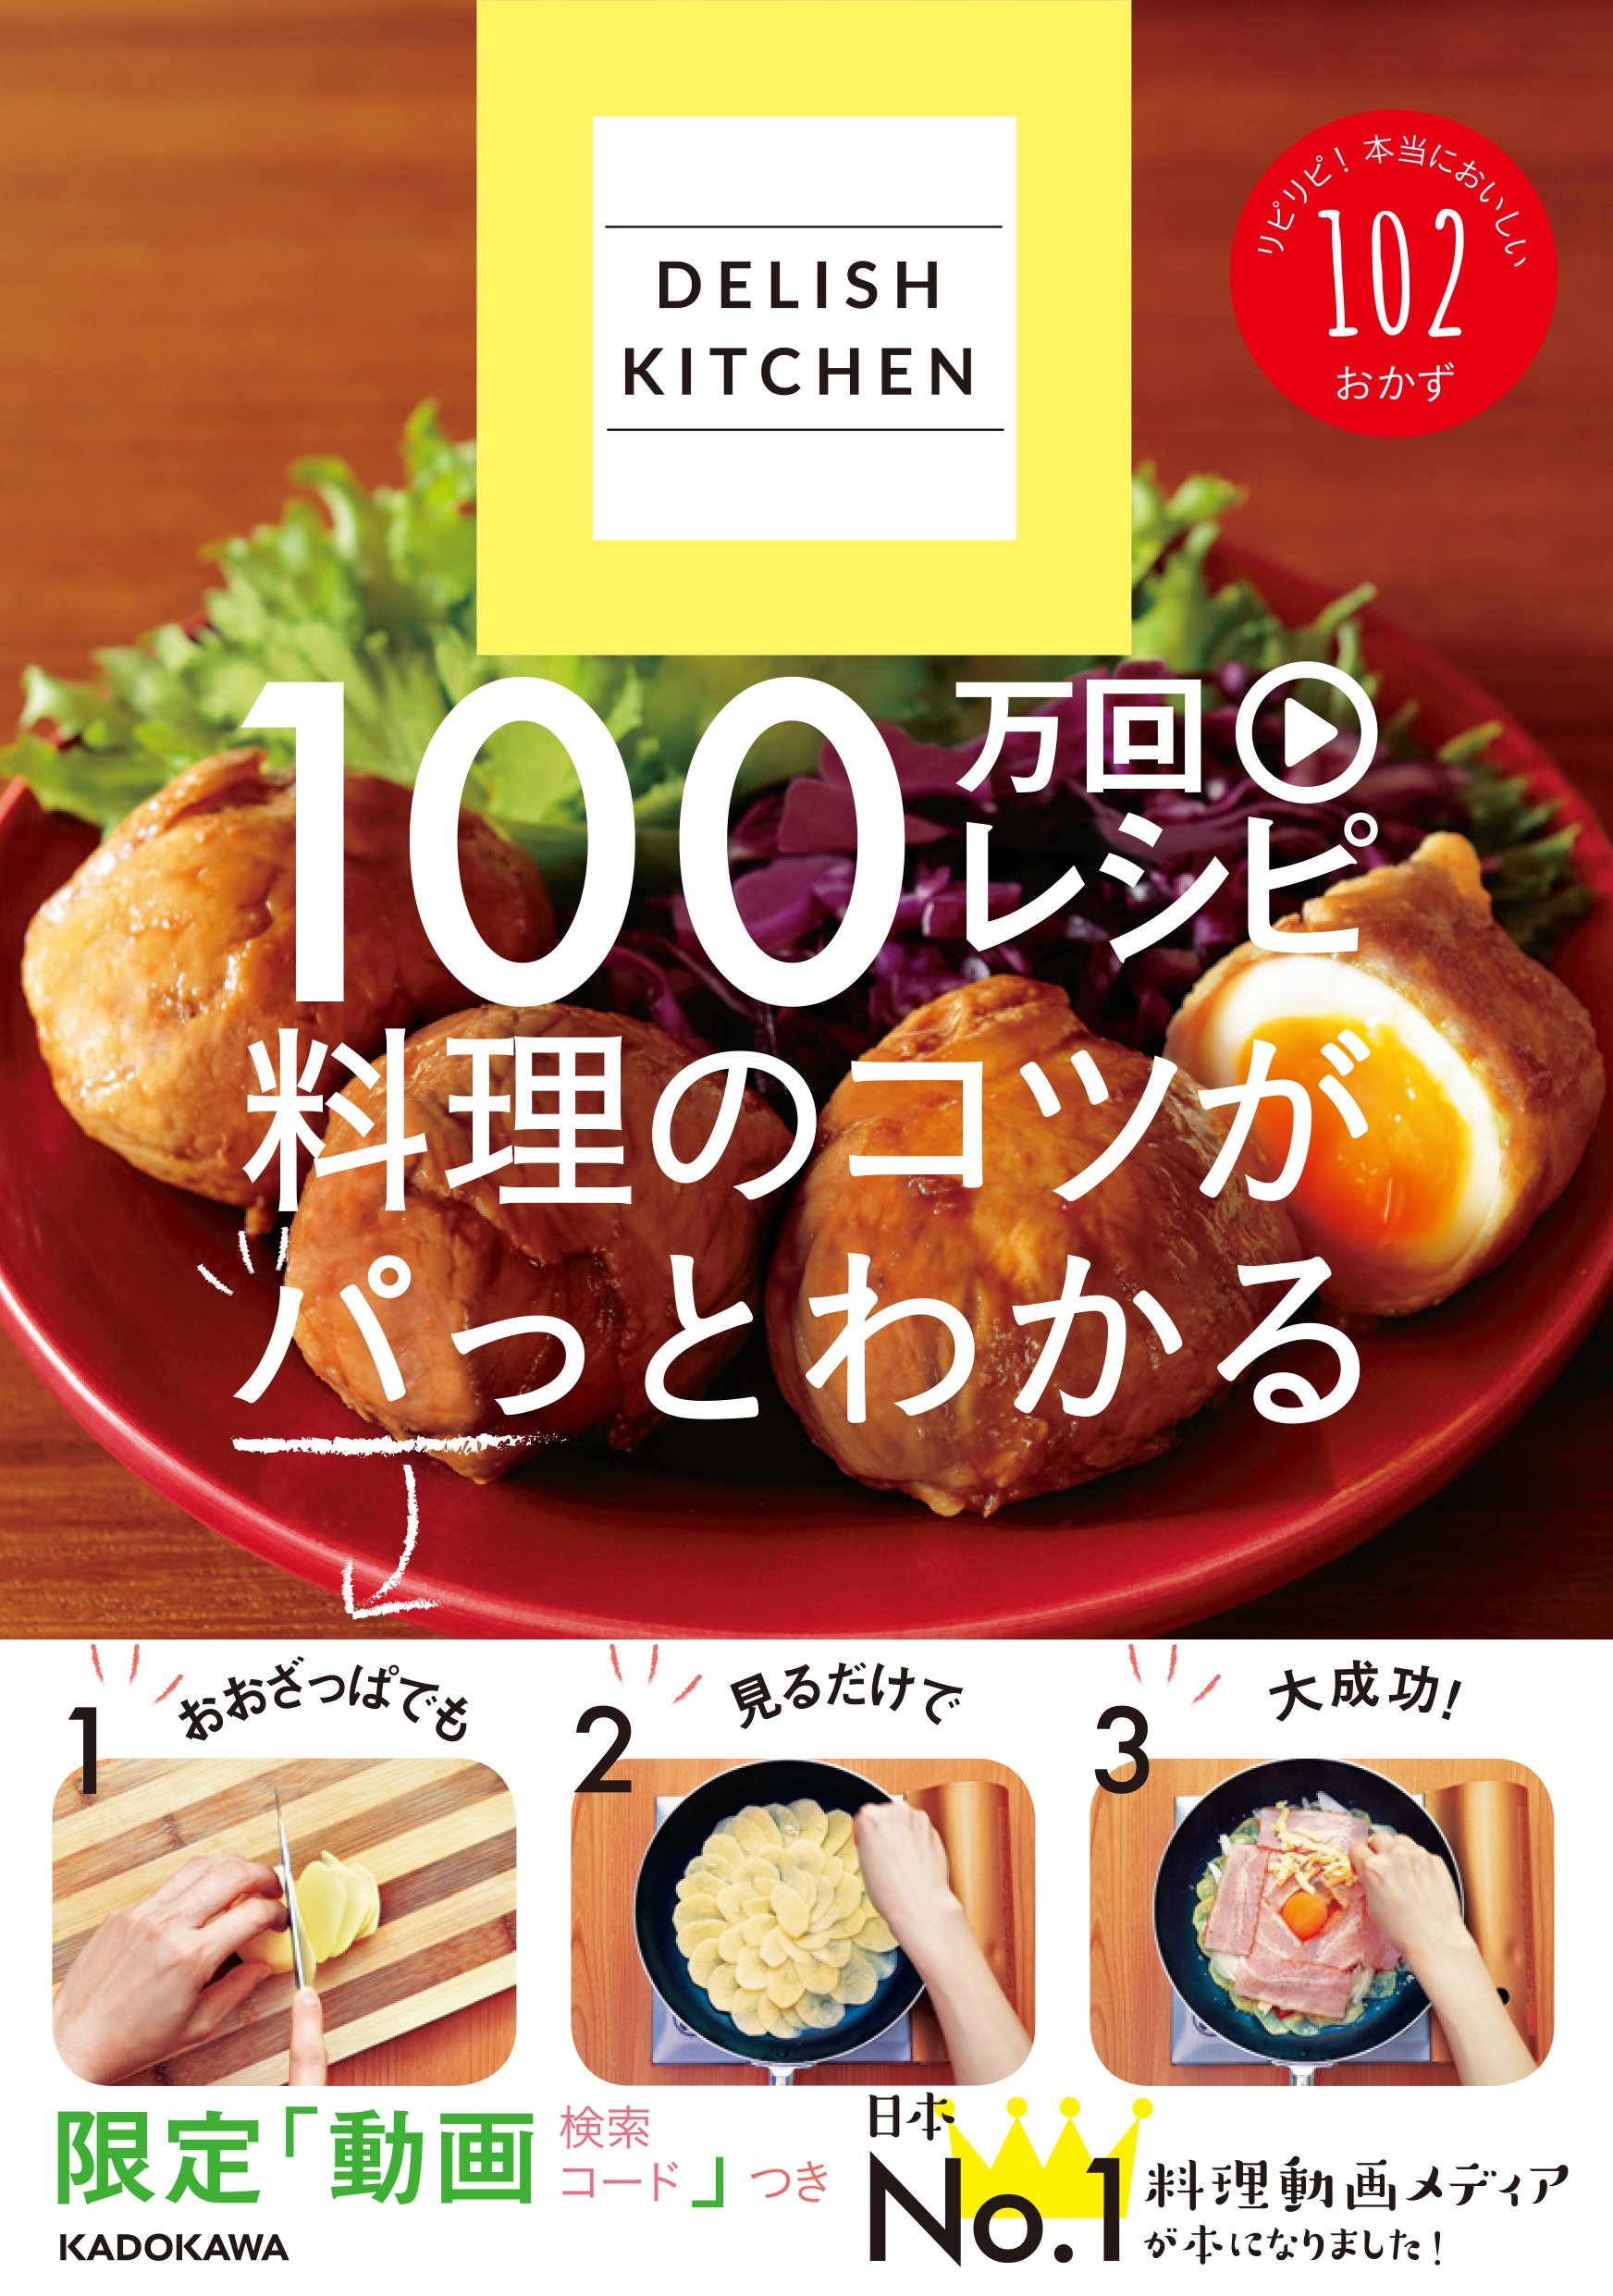 DELISH
KITCHEN
リピリピ！本当においしい
102
おかず
100万回
レシピ
料理のコツが
パっとわかる
1 おおざっぱでも
2 見るだけで
3 大成功！
限定「動画検索コード」つき
KADOKAWA
日本
No.1 料理動画メディア
が本になりました！